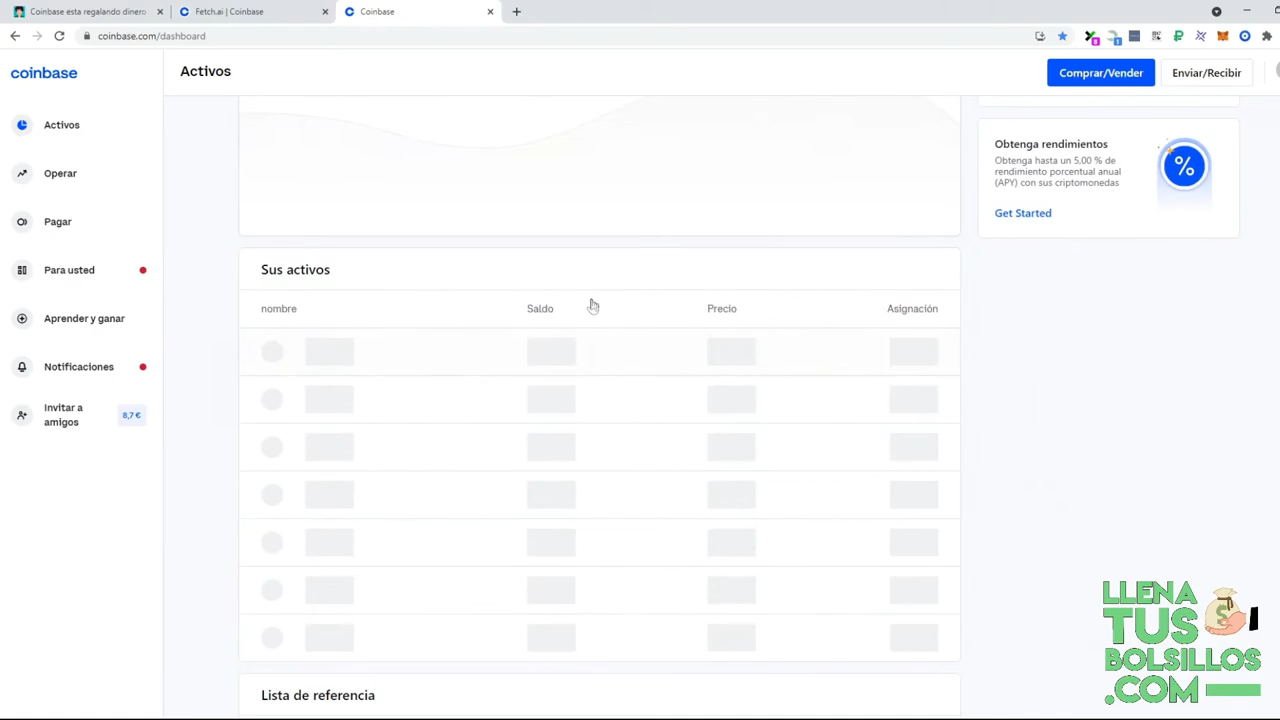 Coinbase esta regalando dinero
Fetch.ai | Coinbase
Coinbase
coinbase.com/dashboard
coinbase
Activos
Comprar/Vender
Enviar/Recibir
Activos
Operar
Pagar
Para usted
Aprender y ganar
Notificaciones
Invitar a
amigos
8,7 €
Obtenga rendimientos
Obtenga hasta un 5,00 % de
rendimiento porcentual anual
(APY) con sus criptomonedas
%
Get Started
Sus activos
nombre
Saldo
Precio
Asignación
Lista de referencia
LLENA
TUS
BOLSILLOS
.COM
$